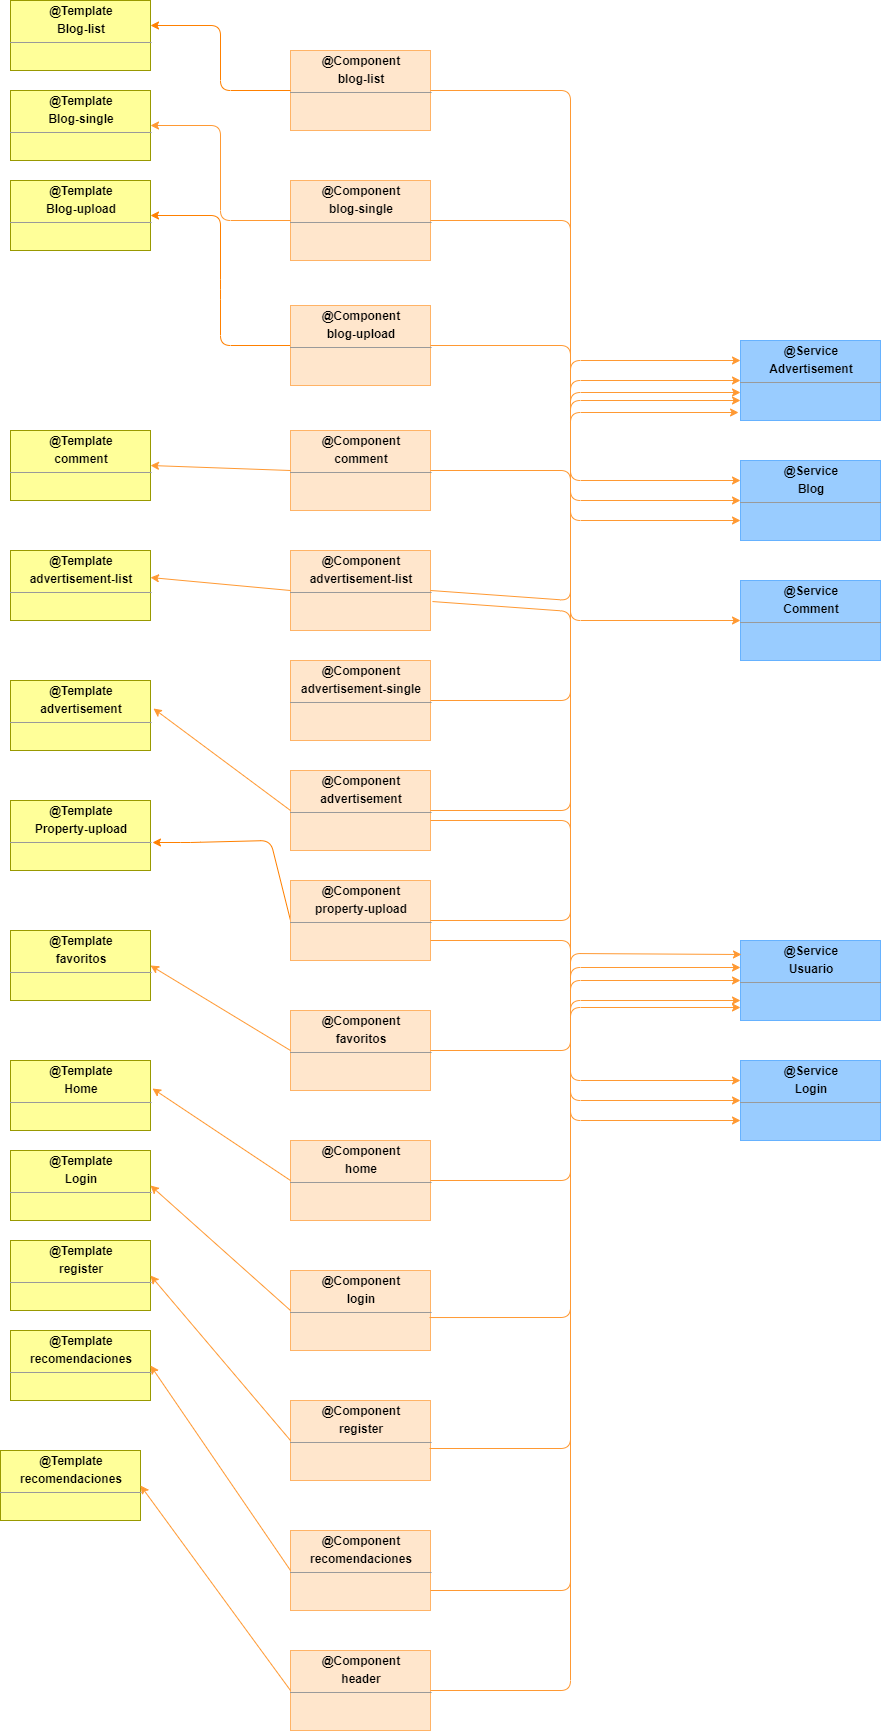 @Template
Blog-list
@Template
Blog-single
@Template
Blog-upload
@Template
comment
@Template
advertisement-list
@Template
advertisement
@Template
Property-upload
@Template
favoritos
@Template
Home
@Template
Login
@Template
register
@Template
recomendaciones
@Template
recomendaciones
@Component
blog-list
@Component
blog-single
@Component
blog-upload
@Component
comment
@Component
advertisement-list
@Component
advertisement-single
@Component
advertisement
@Component
property-upload
@Component
favoritos
@Component
home
@Component
login
@Component
register
@Component
recomendaciones
@Component
header
@Service
Advertisement
@Service
Blog
@Service
Comment
@Service
Usuario
@Service
Login